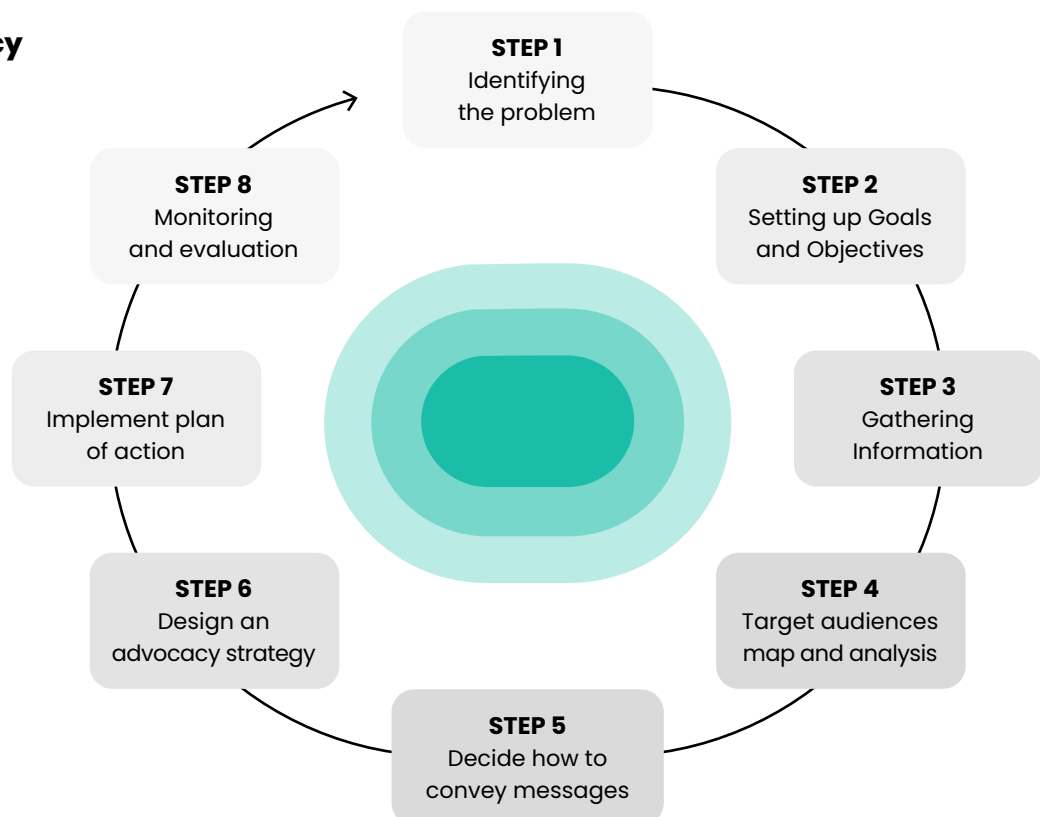 cy
STEP 1
Identifying
the problem
STEP 2
Setting up Goals
and Objectives
STEP 3
Gathering
Information
STEP 4
Target audiences
map and analysis
STEP 5
Decide how to
convey messages
STEP 6
Design an
advocacy strategy
STEP 7
Implement plan
of action
STEP 8
Monitoring
and evaluation